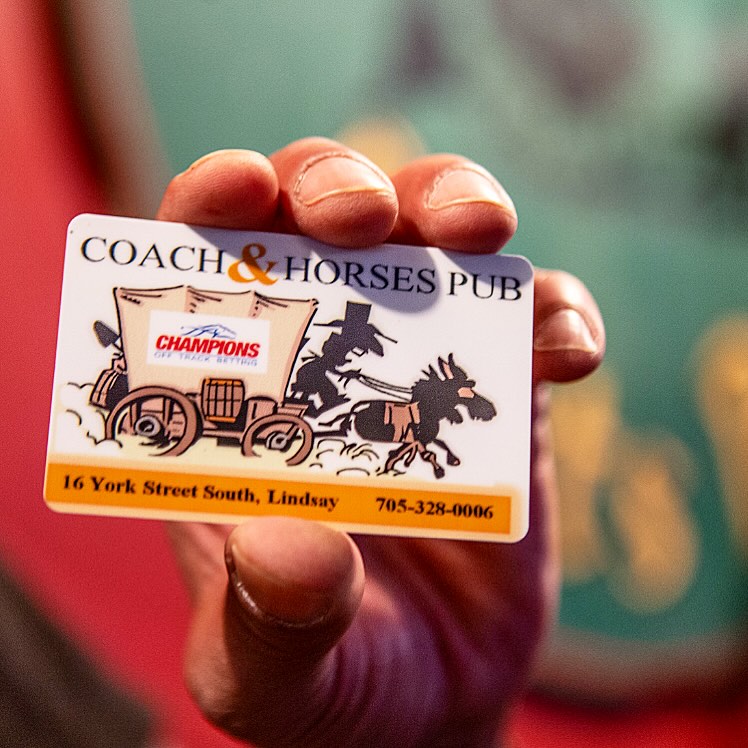 COACH & HORSES PUB
CHAMPIONS
OFF TRACK BETTING
16 York Street South, Lindsay 705-328-0006